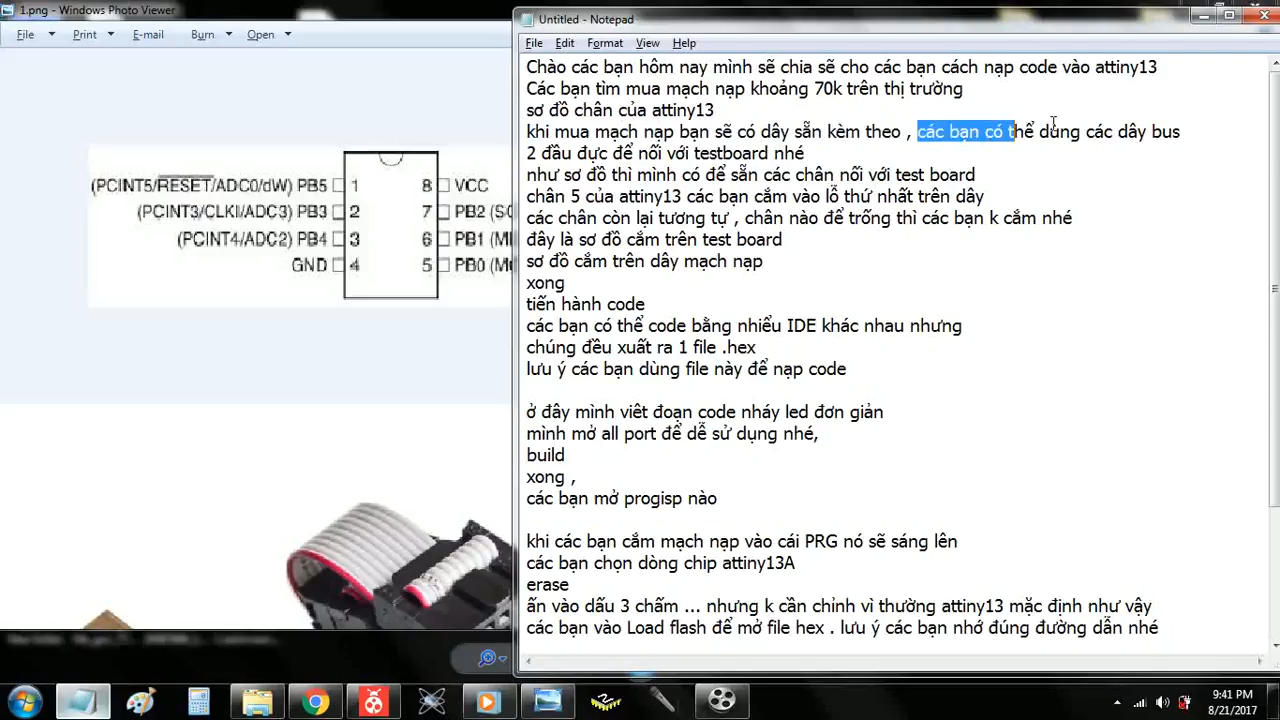 1.png - Windows Photo Viewer
File Print E-mail Burn Open
(PCINT5/RESET/ADC0/dW) PB5 1 8 VCC
(PCINT3/CLKI/ADC3) PB3 2 7 PB2
(PCINT4/ADC2) PB4 3 6 PB1
GND 4 5 PB0
Untitled - Notepad
File Edit Format View Help
Chào các bạn hôm nay mình sẽ chia sẽ cho các bạn cách nạp code vào attiny13
Các bạn tìm mua mạch nạp khoảng 70k trên thị trường
sơ đồ chân của attiny13
khi mua mạch nạp bạn sẽ có dây sẵn kèm theo , các bạn có thể dùng các dây bus
2 đầu đực để nối với testboard nhé
như sơ đồ thì mình có để sẵn các chân nối với test board
chân 5 của attiny13 các bạn cắm vào lỗ thứ nhất trên dây
các chân còn lại tương tự , chân nào để trống thì các bạn k cắm nhé
đây là sơ đồ cắm trên test board
sơ đồ cắm trên dây mạch nạp
xong
tiến hành code
các bạn có thể code bằng nhiều IDE khác nhau nhưng
chúng đều xuất ra 1 file .hex
lưu ý các bạn dùng file này để nạp code
ở đây mình viêt đoạn code nháy led đơn giản
mình mở all port để dễ sử dụng nhé,
build
xong ,
các bạn mở progisp nào
khi các bạn cắm mạch nạp vào cái PRG nó sẽ sáng lên
các bạn chọn dòng chip attiny13A
erase
ấn vào dấu 3 chấm ... nhưng k cần chỉnh vì thường attiny13 mặc định như vậy
các bạn vào Load flash để mở file hex . lưu ý các bạn nhớ đúng đường dẫn nhé
9:41 PM
8/21/2017